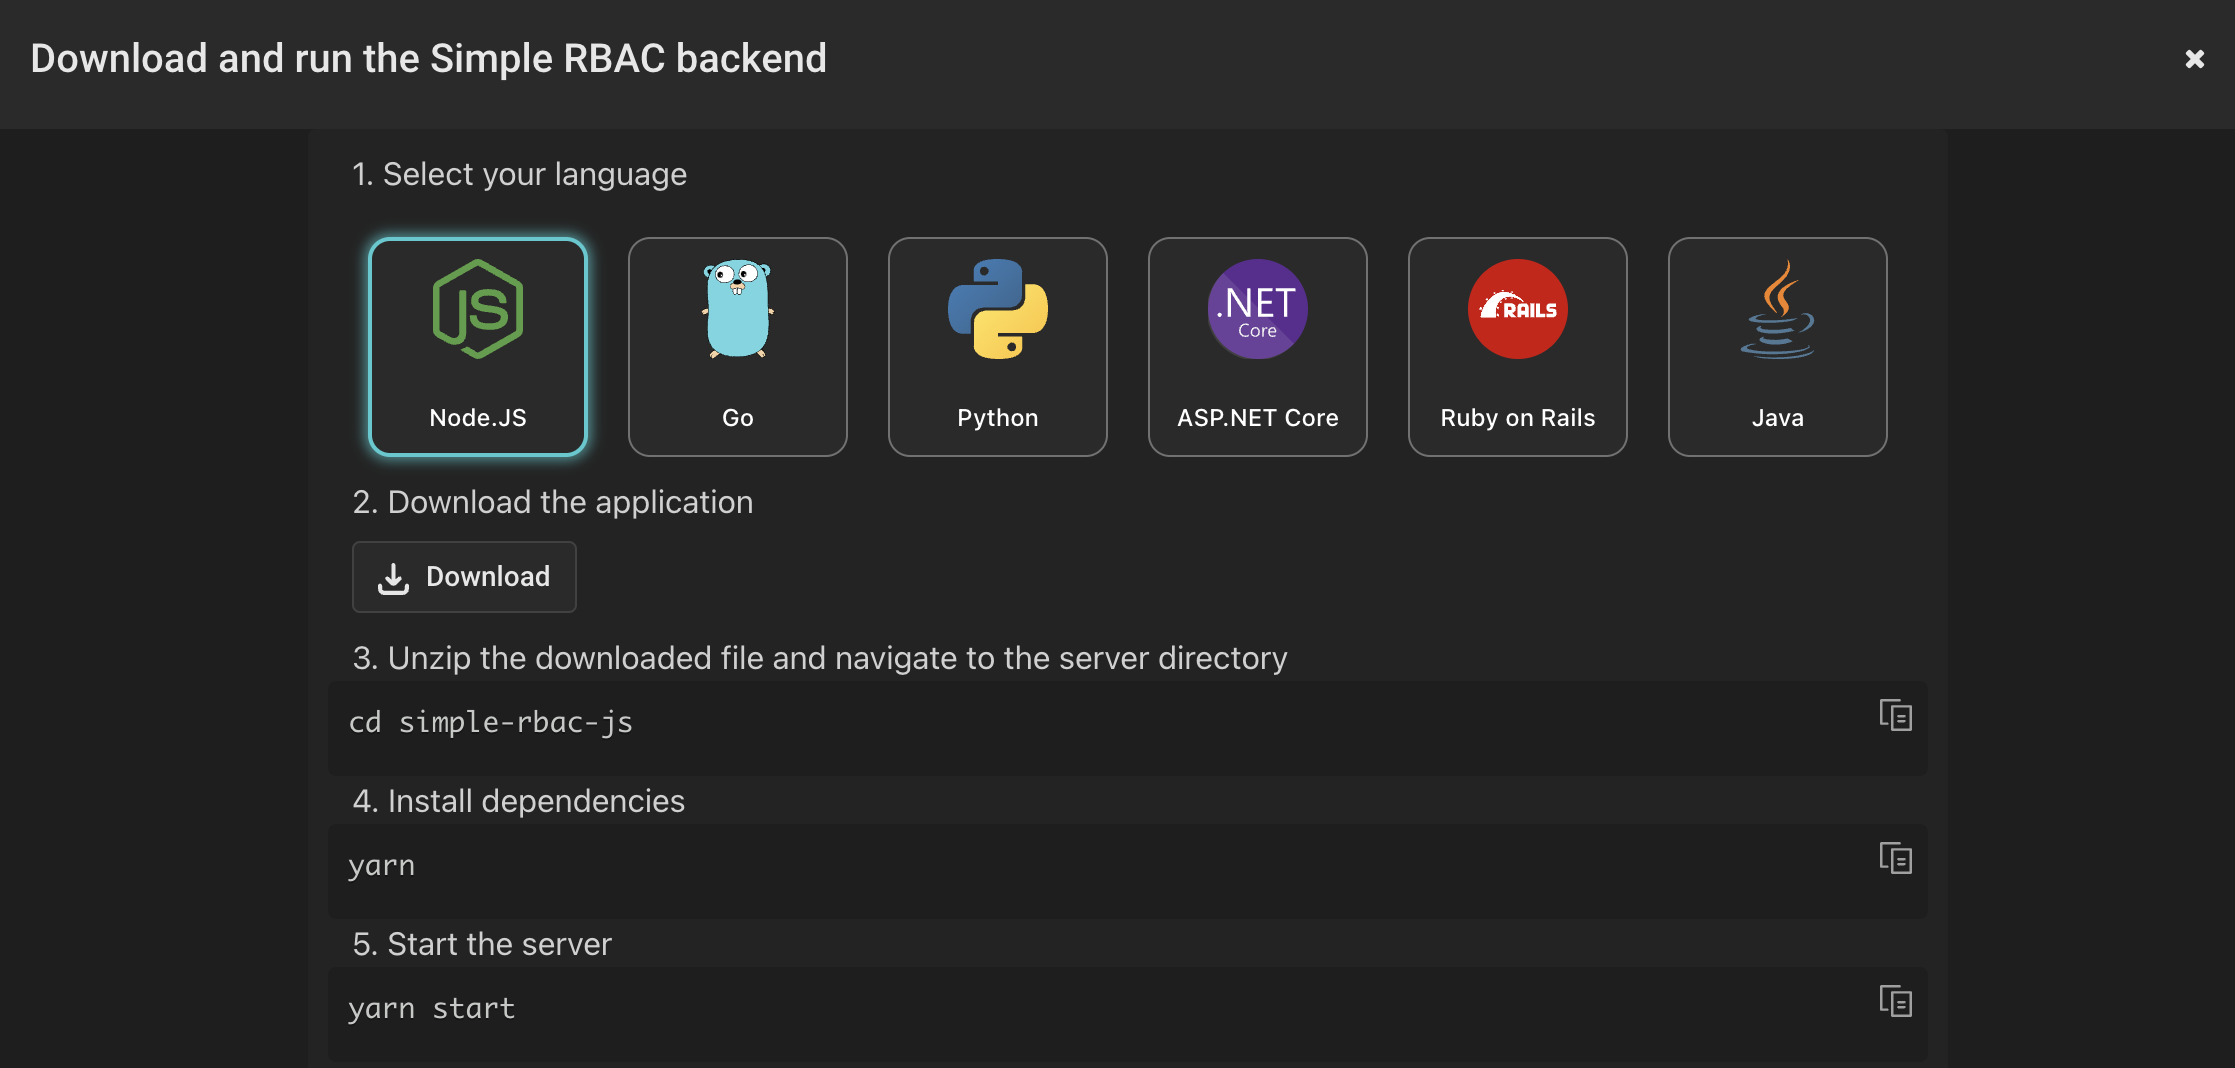 Download and run the Simple RBAC backend
1. Select your language
JS
.NET
Core
RAILS
Node.JS
Go
Python
ASP.NET Core
Ruby on Rails
Java
2. Download the application
Download
3. Unzip the downloaded file and navigate to the server directory
cd simple-rbac-js
4. Install dependencies
yarn
5. Start the server
yarn start